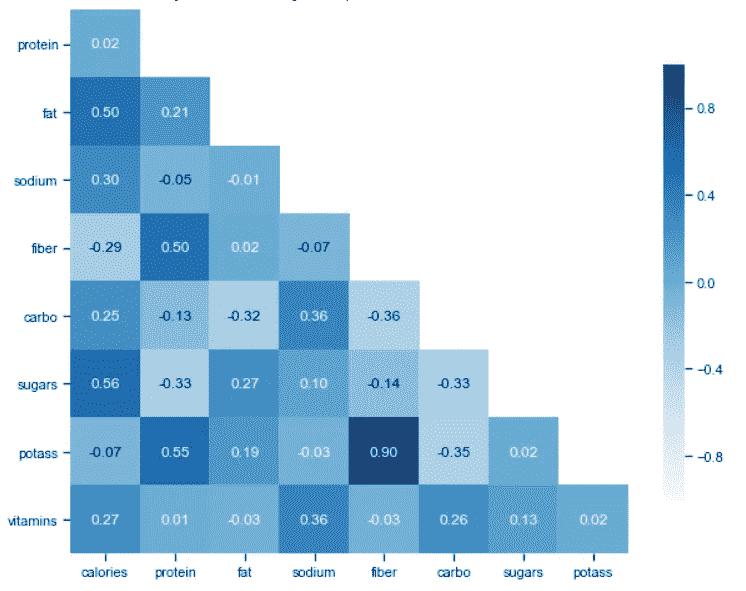 protein 0.02
fat 0.50 0.21
sodium 0.30 -0.05 -0.01
fiber -0.29 0.50 0.02 -0.07
carbo 0.25 -0.13 -0.32 0.36 -0.36
sugars 0.56 -0.33 0.27 0.10 -0.14 -0.33
potass -0.07 0.55 0.19 -0.03 0.90 -0.35 0.02
vitamins 0.27 0.01 -0.03 0.36 -0.03 0.26 0.13 0.02
calories protein fat sodium fiber carbo sugars potass
0.8
0.4
0.0
−0.4
−0.8